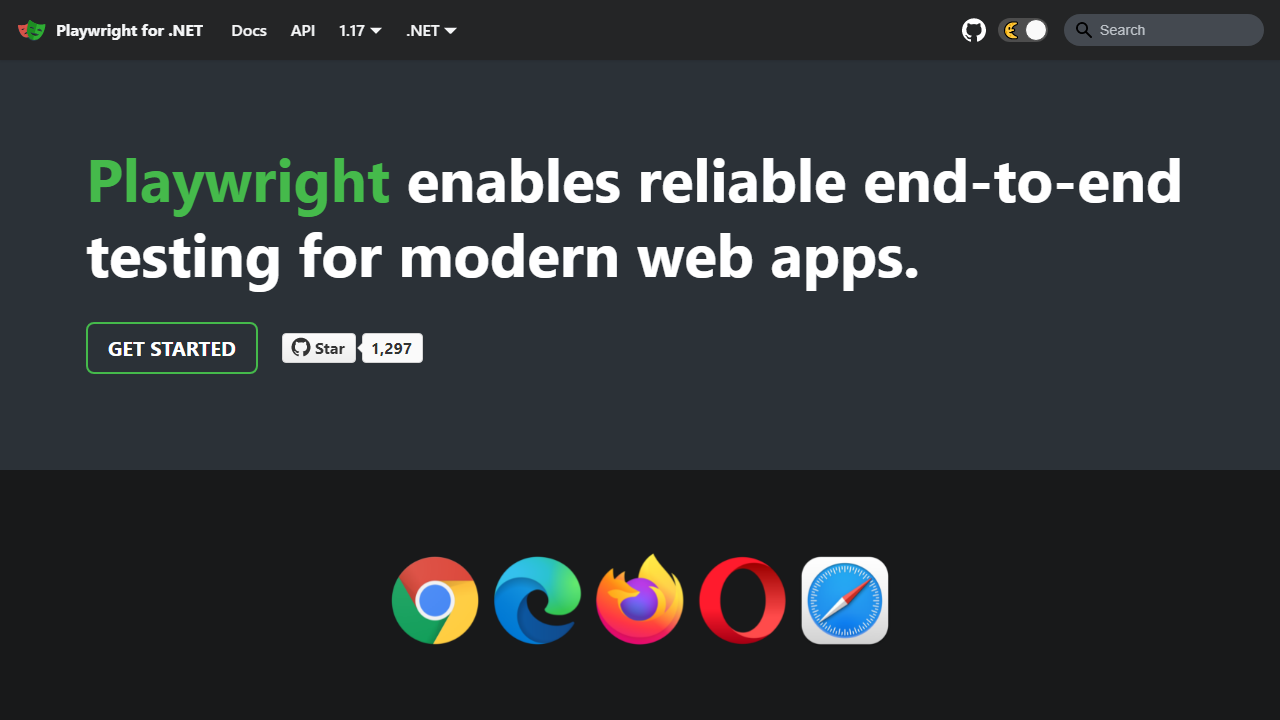 Playwright for .NET Docs API 1.17 .NET Search
Playwright enables reliable end-to-end
testing for modern web apps.
GET STARTED Star 1,297